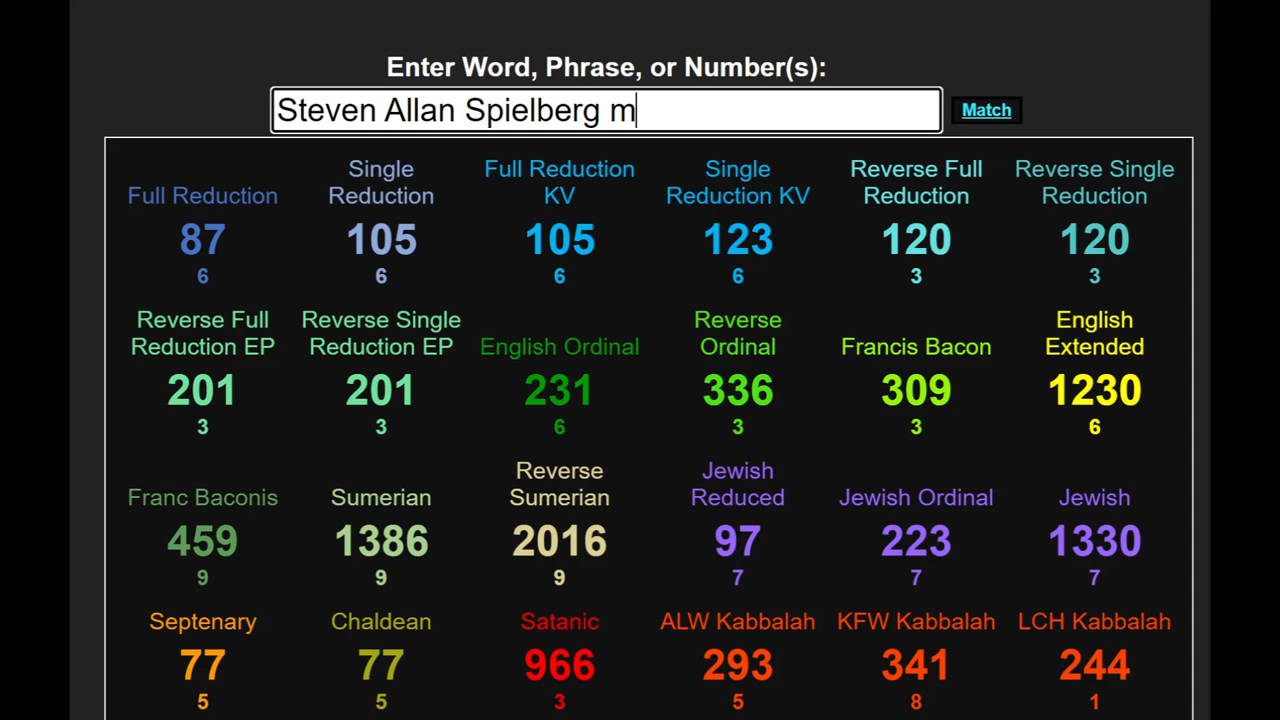 Enter Word, Phrase, or Number(s):
Steven Allan Spielberg m Match
Full Reduction Single Reduction Full Reduction KV Single Reduction KV Reverse Full Reduction Reverse Single Reduction
87 105 105 123 120 120
6 6 6 6 3 3
Reverse Full Reduction EP Reverse Single Reduction EP English Ordinal Reverse Ordinal Francis Bacon English Extended
201 201 231 336 309 1230
3 3 6 3 3 6
Franc Baconis Sumerian Reverse Sumerian Jewish Reduced Jewish Ordinal Jewish
459 1386 2016 97 223 1330
9 9 9 7 7 7
Septenary Chaldean Satanic ALW Kabbalah KFW Kabbalah LCH Kabbalah
77 77 966 293 341 244
5 5 3 5 8 1